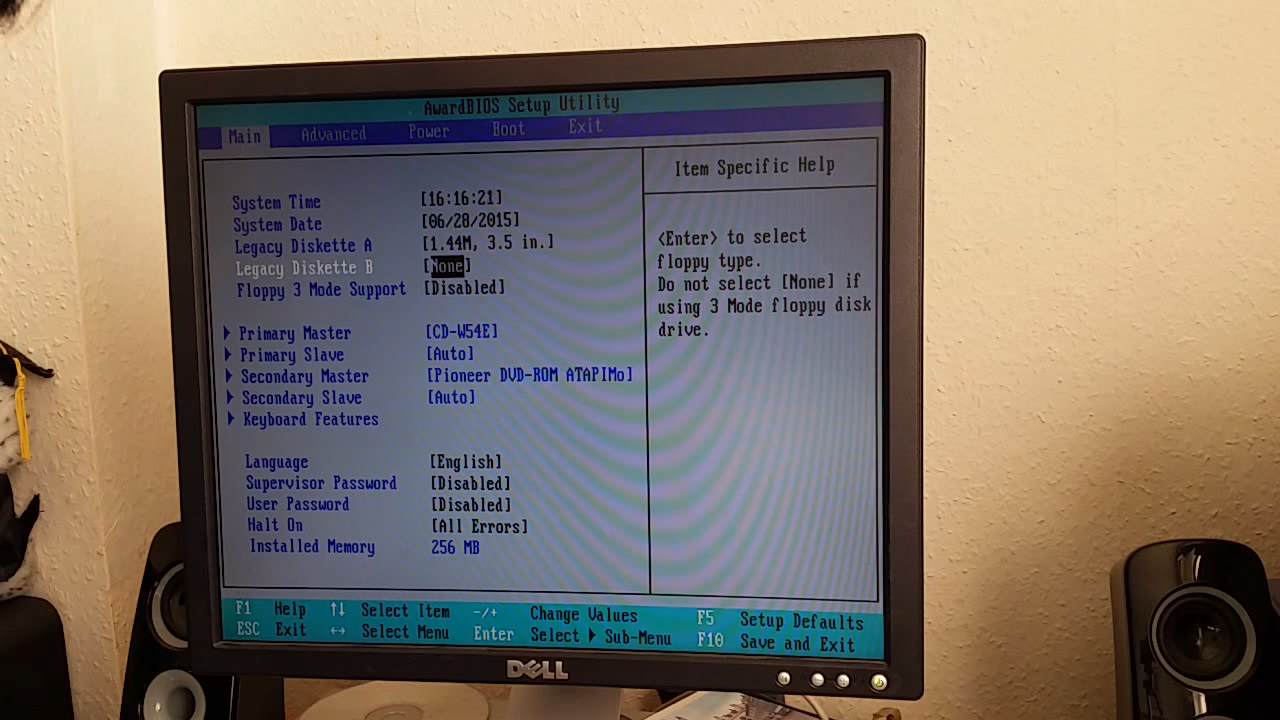 AwardBIOS Setup Utility
Main Advanced Power Boot Exit
Item Specific Help
System Time [16:16:21]
System Date [06/28/2015]
Legacy Diskette A [1.44M, 3.5 in.]
Legacy Diskette B [None]
Floppy 3 Mode Support [Disabled]
Primary Master [CD-W54E]
Primary Slave [Auto]
Secondary Master [Pioneer DVD-ROM ATAPIMo]
Secondary Slave [Auto]
Keyboard Features
Language [English]
Supervisor Password [Disabled]
User Password [Disabled]
Halt On [All Errors]
Installed Memory 256 MB
<Enter> to select
floppy type.
Do not select [None] if
using 3 Mode floppy disk
drive.
F1 Help ↑↓ Select Item -/+ Change Values F5 Setup Defaults
ESC Exit ↔ Select Menu Enter Select ▶ Sub-Menu F10 Save and Exit
DELL